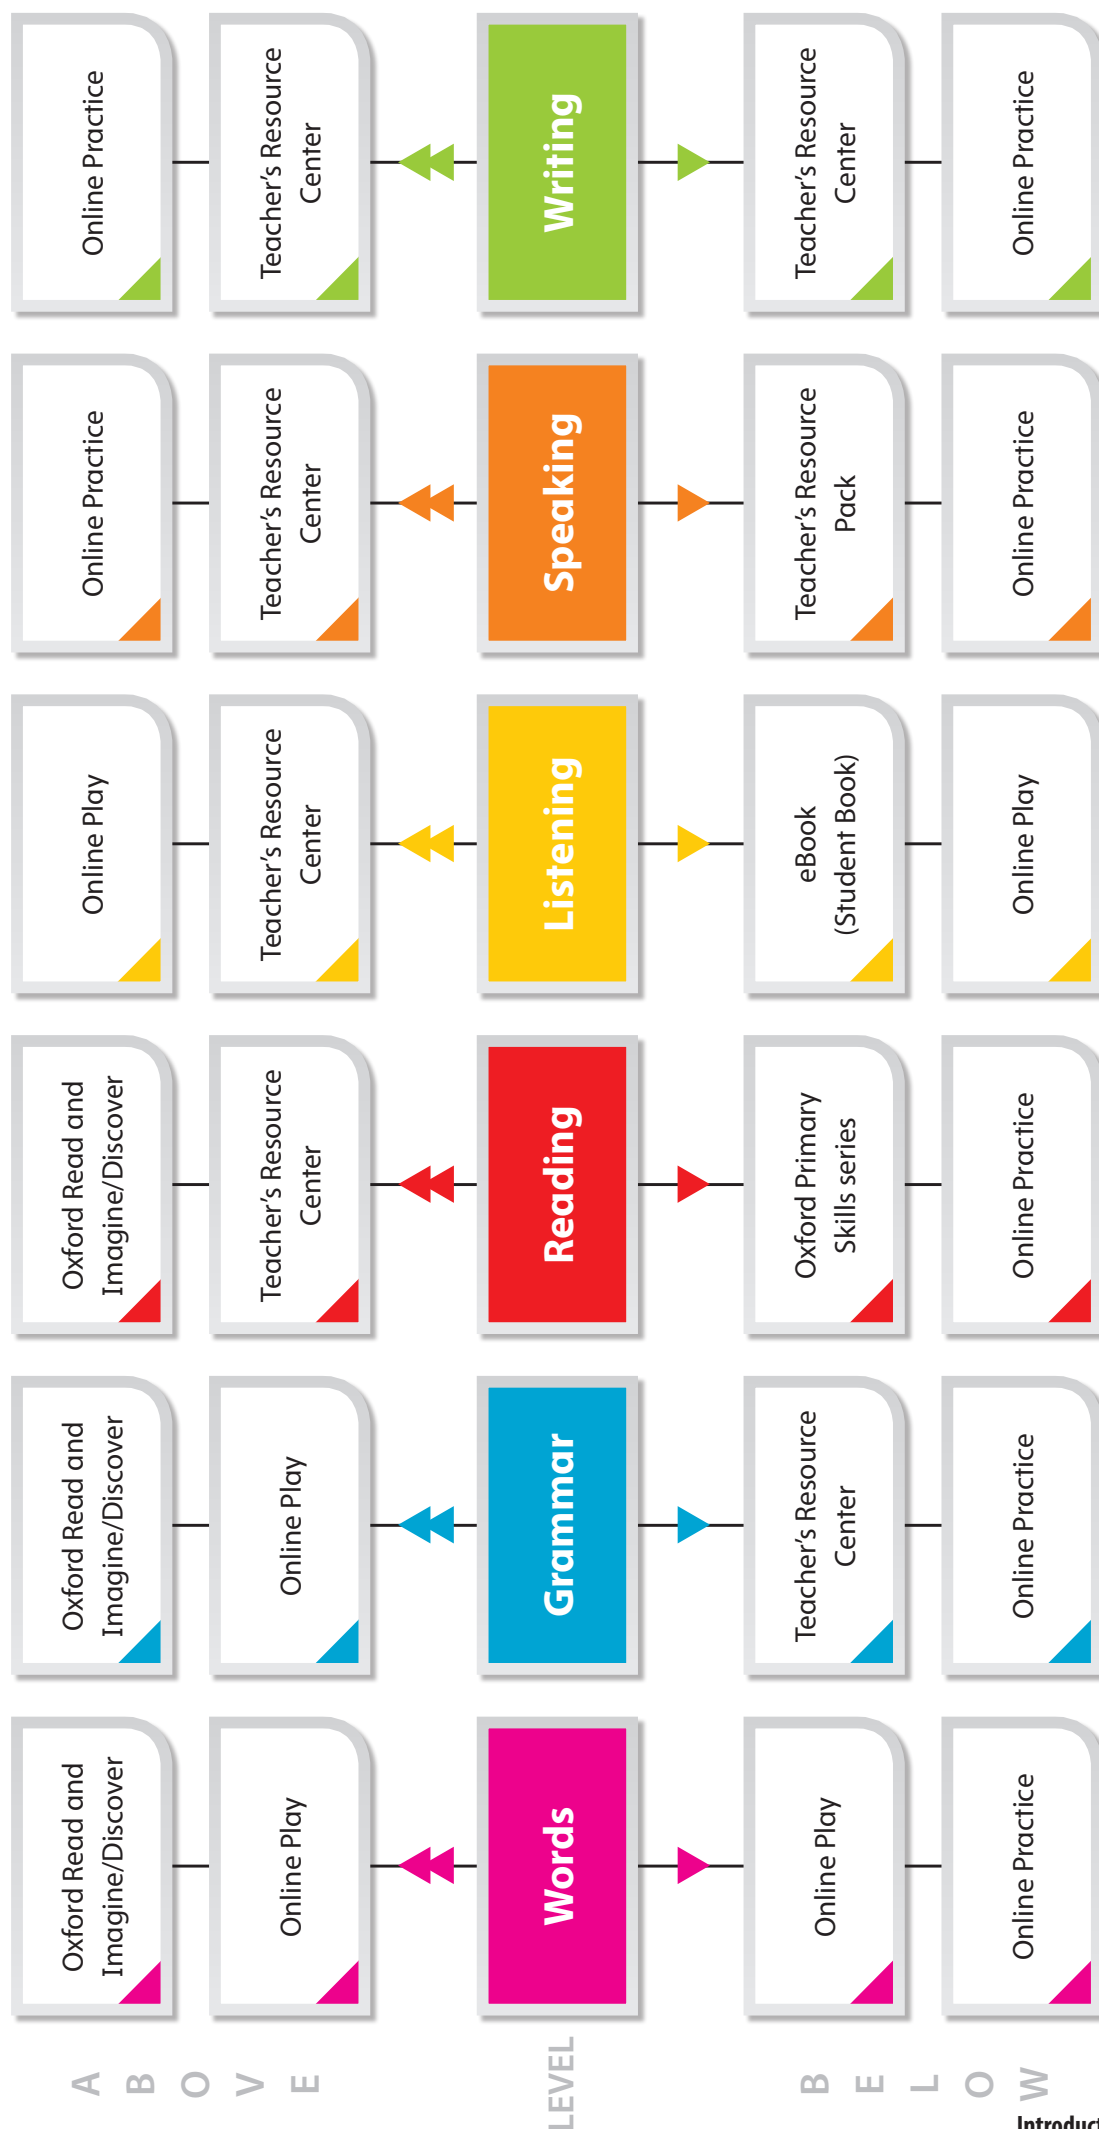 ABOVE
Oxford Read and
Imagine/Discover
Oxford Read and
Imagine/Discover
Oxford Read and
Imagine/Discover
Online Play
Online Practice
Online Practice
Online Play
Online Play
Teacher's Resource
Center
Teacher's Resource
Center
Teacher's Resource
Center
Teacher's Resource
Center
LEVEL
Words
Grammar
Reading
Listening
Speaking
Writing
BELOW
Online Play
Teacher's Resource
Center
Oxford Primary
Skills series
eBook
(Student Book)
Teacher's Resource
Pack
Teacher's Resource
Center
Online Practice
Online Practice
Online Practice
Online Play
Online Practice
Online Practice
Introduct